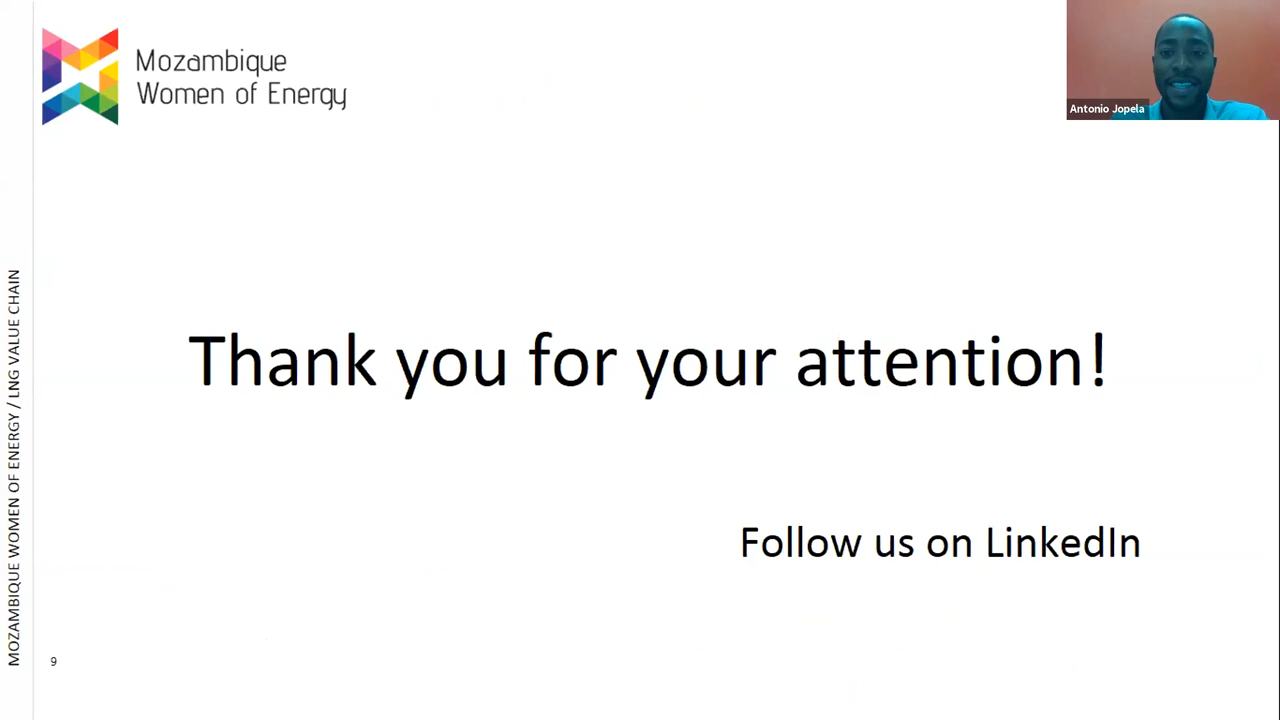 Mozambique
Women of Energy
Antonio Jopela
MOZAMBIQUE WOMEN OF ENERGY / LNG VALUE CHAIN
Thank you for your attention!
Follow us on LinkedIn
9